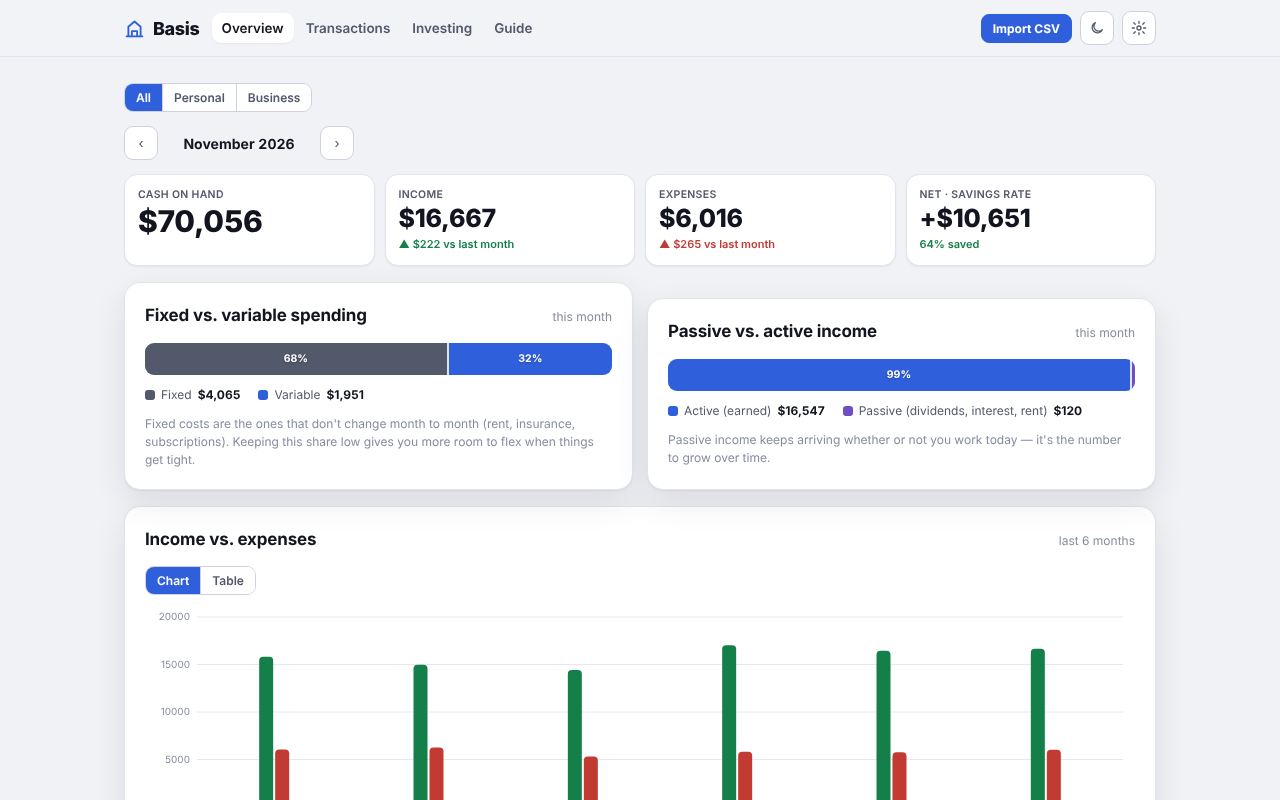 Basis
Overview
Transactions
Investing
Guide
Import CSV
All
Personal
Business
‹
November 2026
›
CASH ON HAND
$70,056
INCOME
$16,667
▲ $222 vs last month
EXPENSES
$6,016
▲ $265 vs last month
NET · SAVINGS RATE
+$10,651
64% saved
Fixed vs. variable spending
this month
68%
32%
Fixed $4,065
Variable $1,951
Fixed costs are the ones that don't change month to month (rent, insurance,
subscriptions). Keeping this share low gives you more room to flex when things
get tight.
Passive vs. active income
this month
99%
Active (earned) $16,547
Passive (dividends, interest, rent) $120
Passive income keeps arriving whether or not you work today — it's the number
to grow over time.
Income vs. expenses
last 6 months
Chart
Table
20000
15000
10000
5000